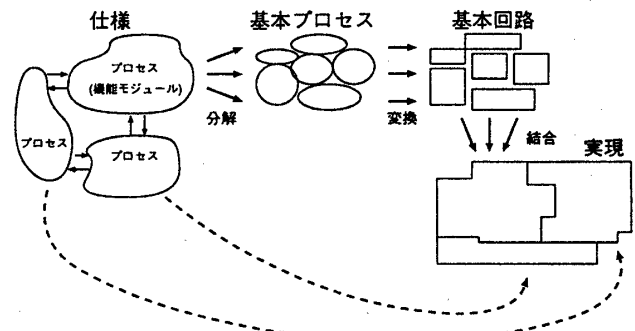 仕様
基本プロセス
基本回路
プロセス
(機能モジュール)
プロセス
プロセス
分解
変換
結合
実現